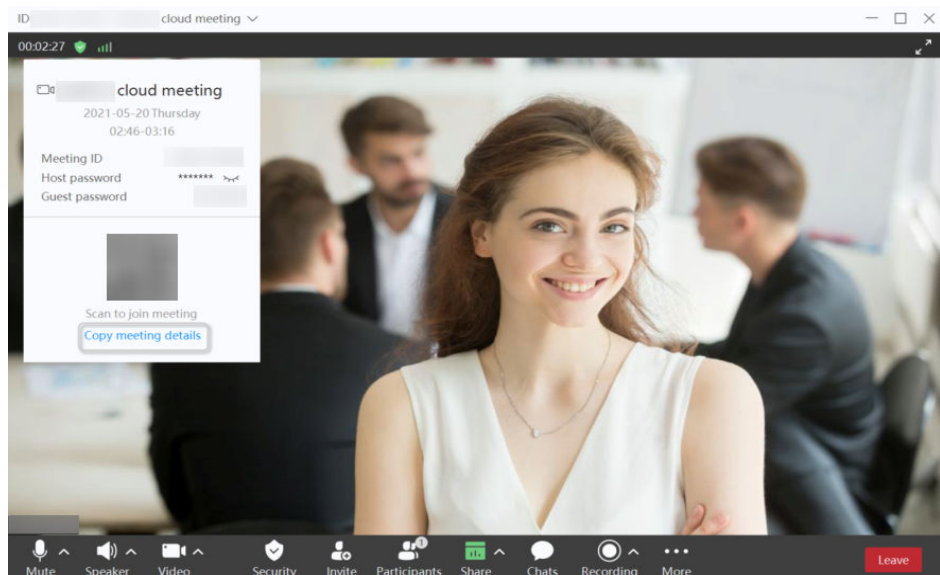 ID cloud meeting
00:02:27
cloud meeting
2021-05-20 Thursday
02:46-03:16
Meeting ID
Host password *******
Guest password
Scan to join meeting
Copy meeting details
1
Mute Speaker Video Security Invite Participants Share Chats Recording More Leave